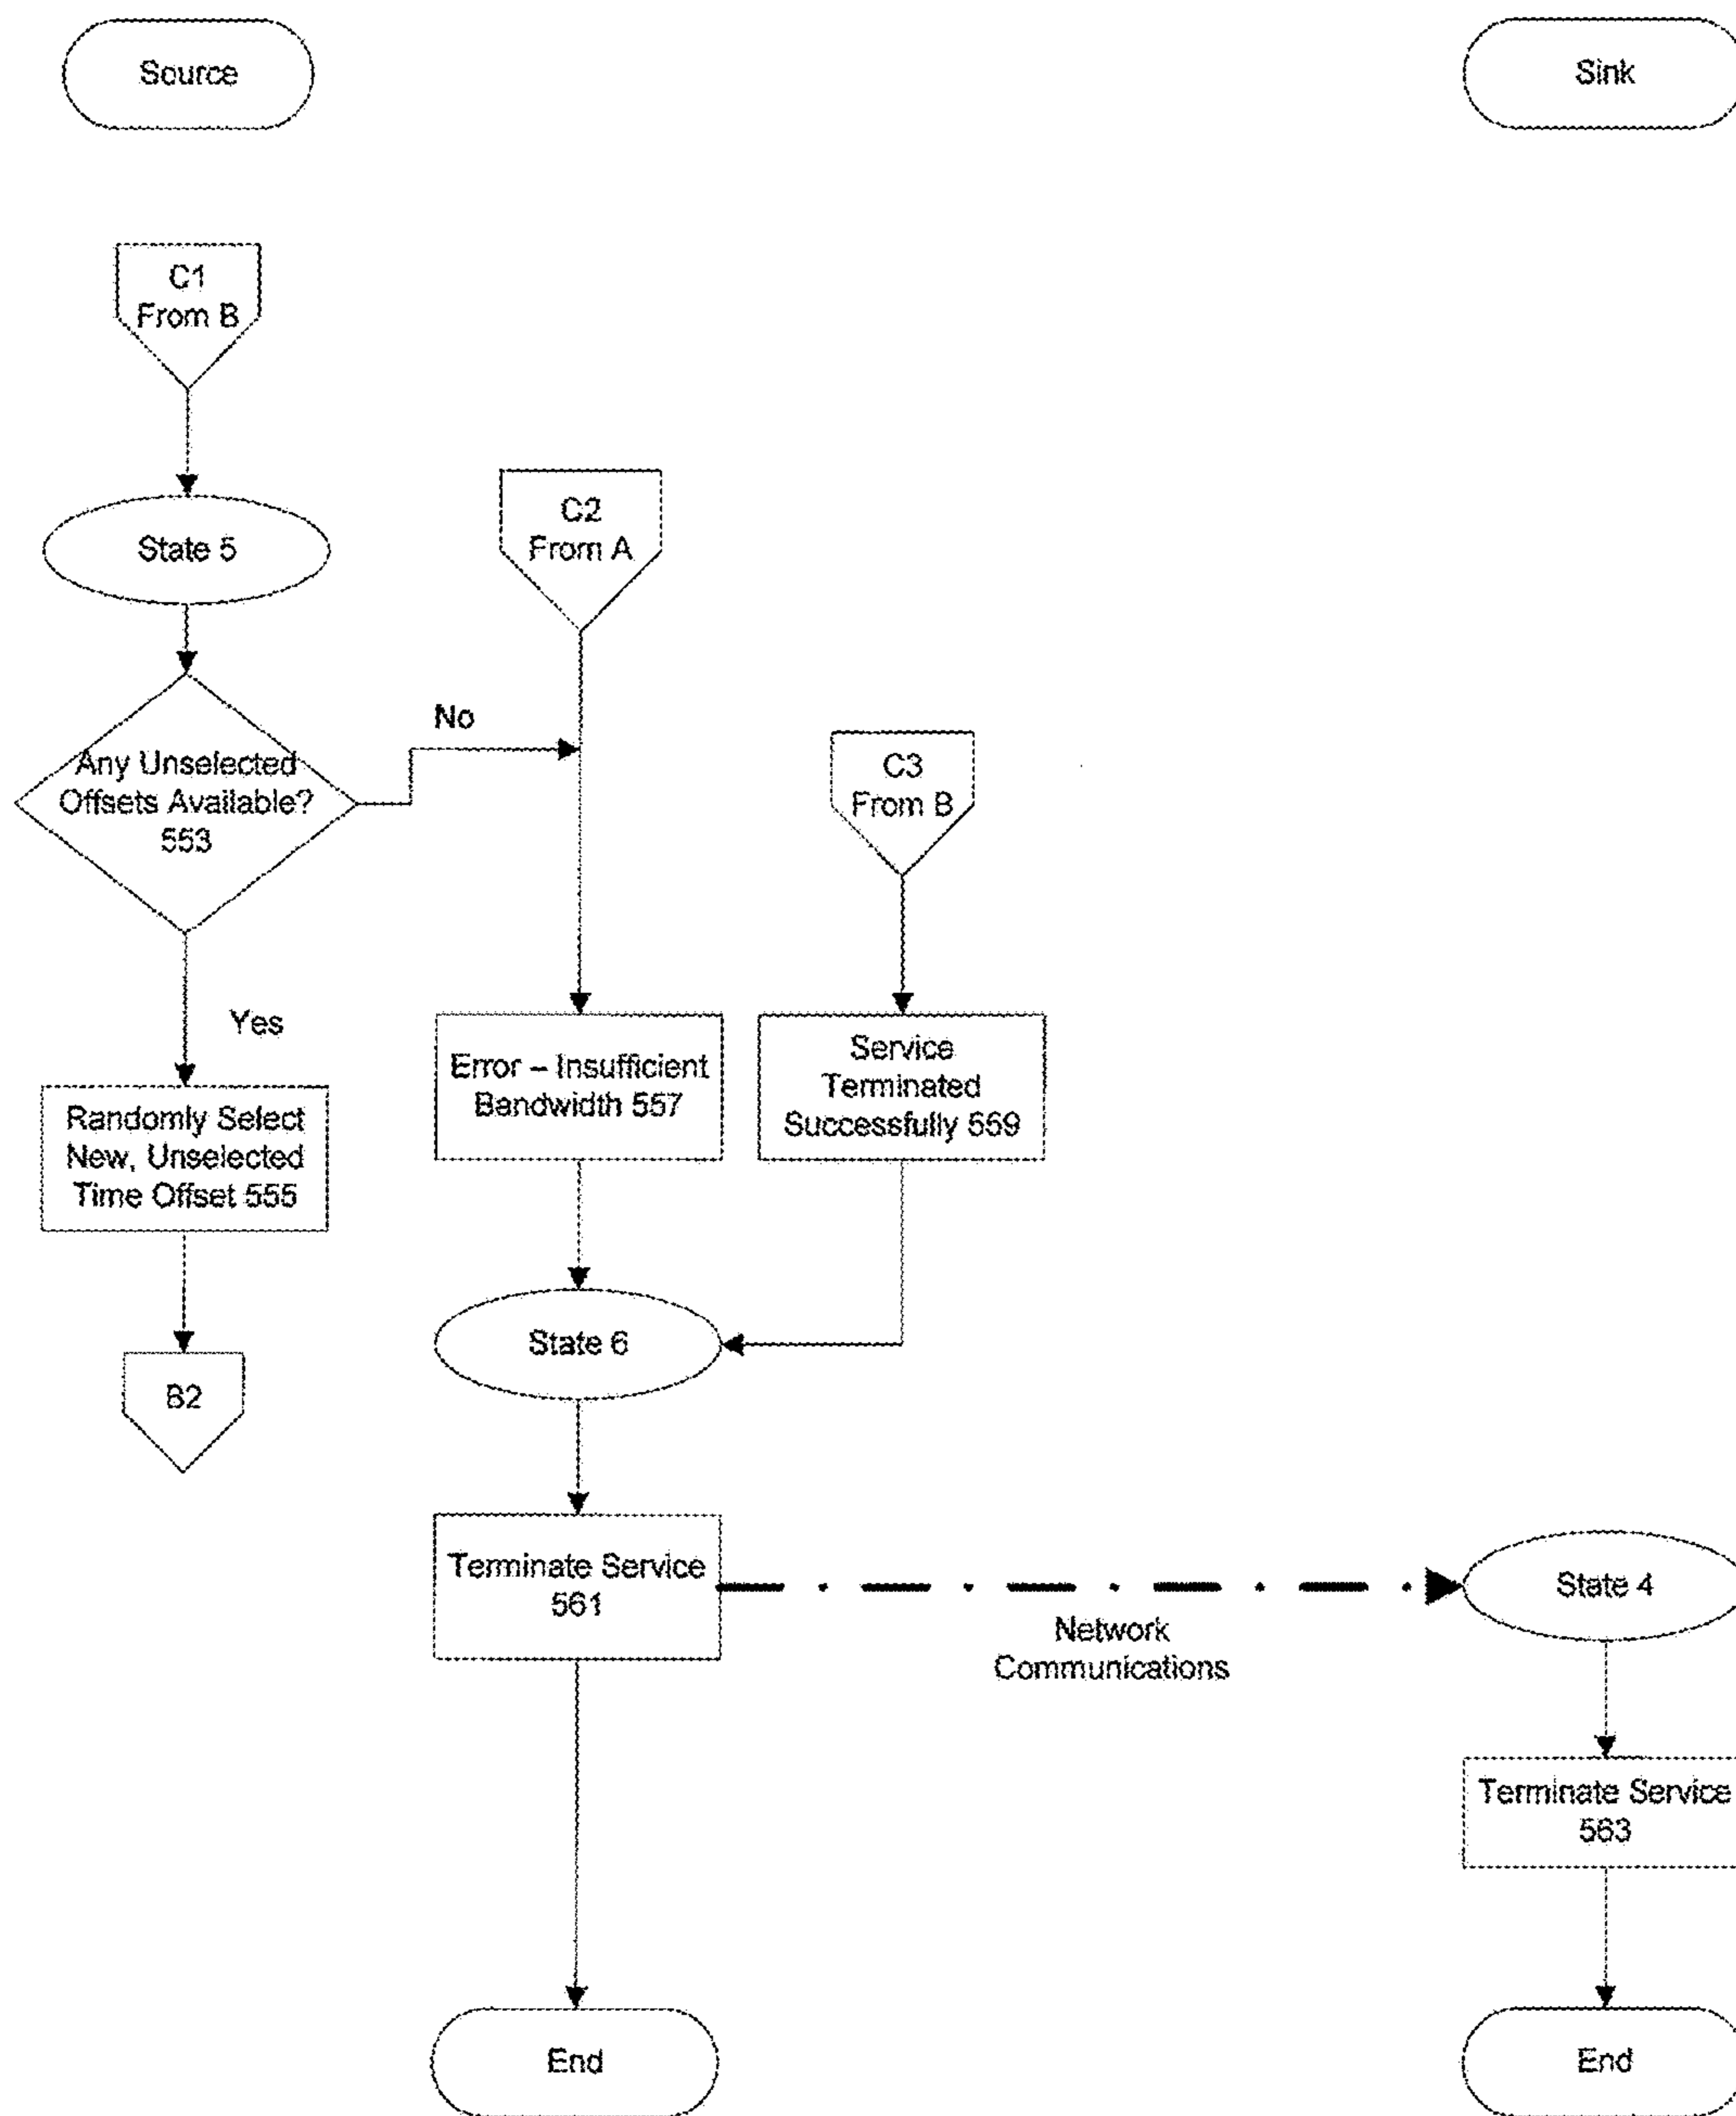 Source
Sink
C1
From B
State 5
C2
From A
No
Any Unselected
Offsets Available?
553
C3
From B
Yes
Randomly Select
New, Unselected
Time Offset 555
Error – Insufficient
Bandwidth 557
Service
Terminated
Successfully 559
State 6
B2
Terminate Service
561
Network
Communications
State 4
Terminate Service
563
End
End